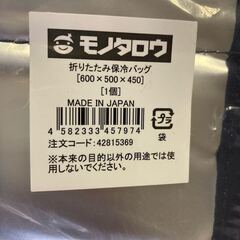 モノタロウ
折りたたみ保冷バッグ
[600×500×450]
[1個]
MADE IN JAPAN
4 582333 457974
プラ
袋
注文コード:42815369
※本来の目的以外の用途では使
用しないでください。